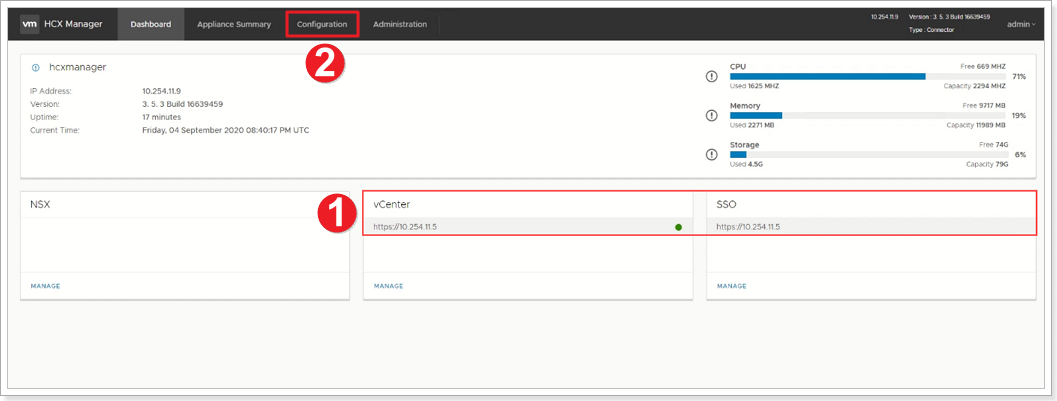 vm HCX Manager Dashboard Appliance Summary Configuration Administration 10.254.11.9 Version : 3. 5. 3 Build 16639459 admin
Type : Connector
2
hcxmanager
IP Address: 10.254.11.9
Version: 3. 5. 3 Build 16639459
Uptime: 17 minutes
Current Time: Friday, 04 September 2020 08:40:17 PM UTC
CPU Free 669 MHZ
71%
Used 1625 MHZ Capacity 2294 MHZ
Memory Free 9717 MB
19%
Used 2271 MB Capacity 11989 MB
Storage Free 74G
6%
Used 4.5G Capacity 79G
1
NSX vCenter SSO
https://10.254.11.5 https://10.254.11.5
MANAGE MANAGE MANAGE